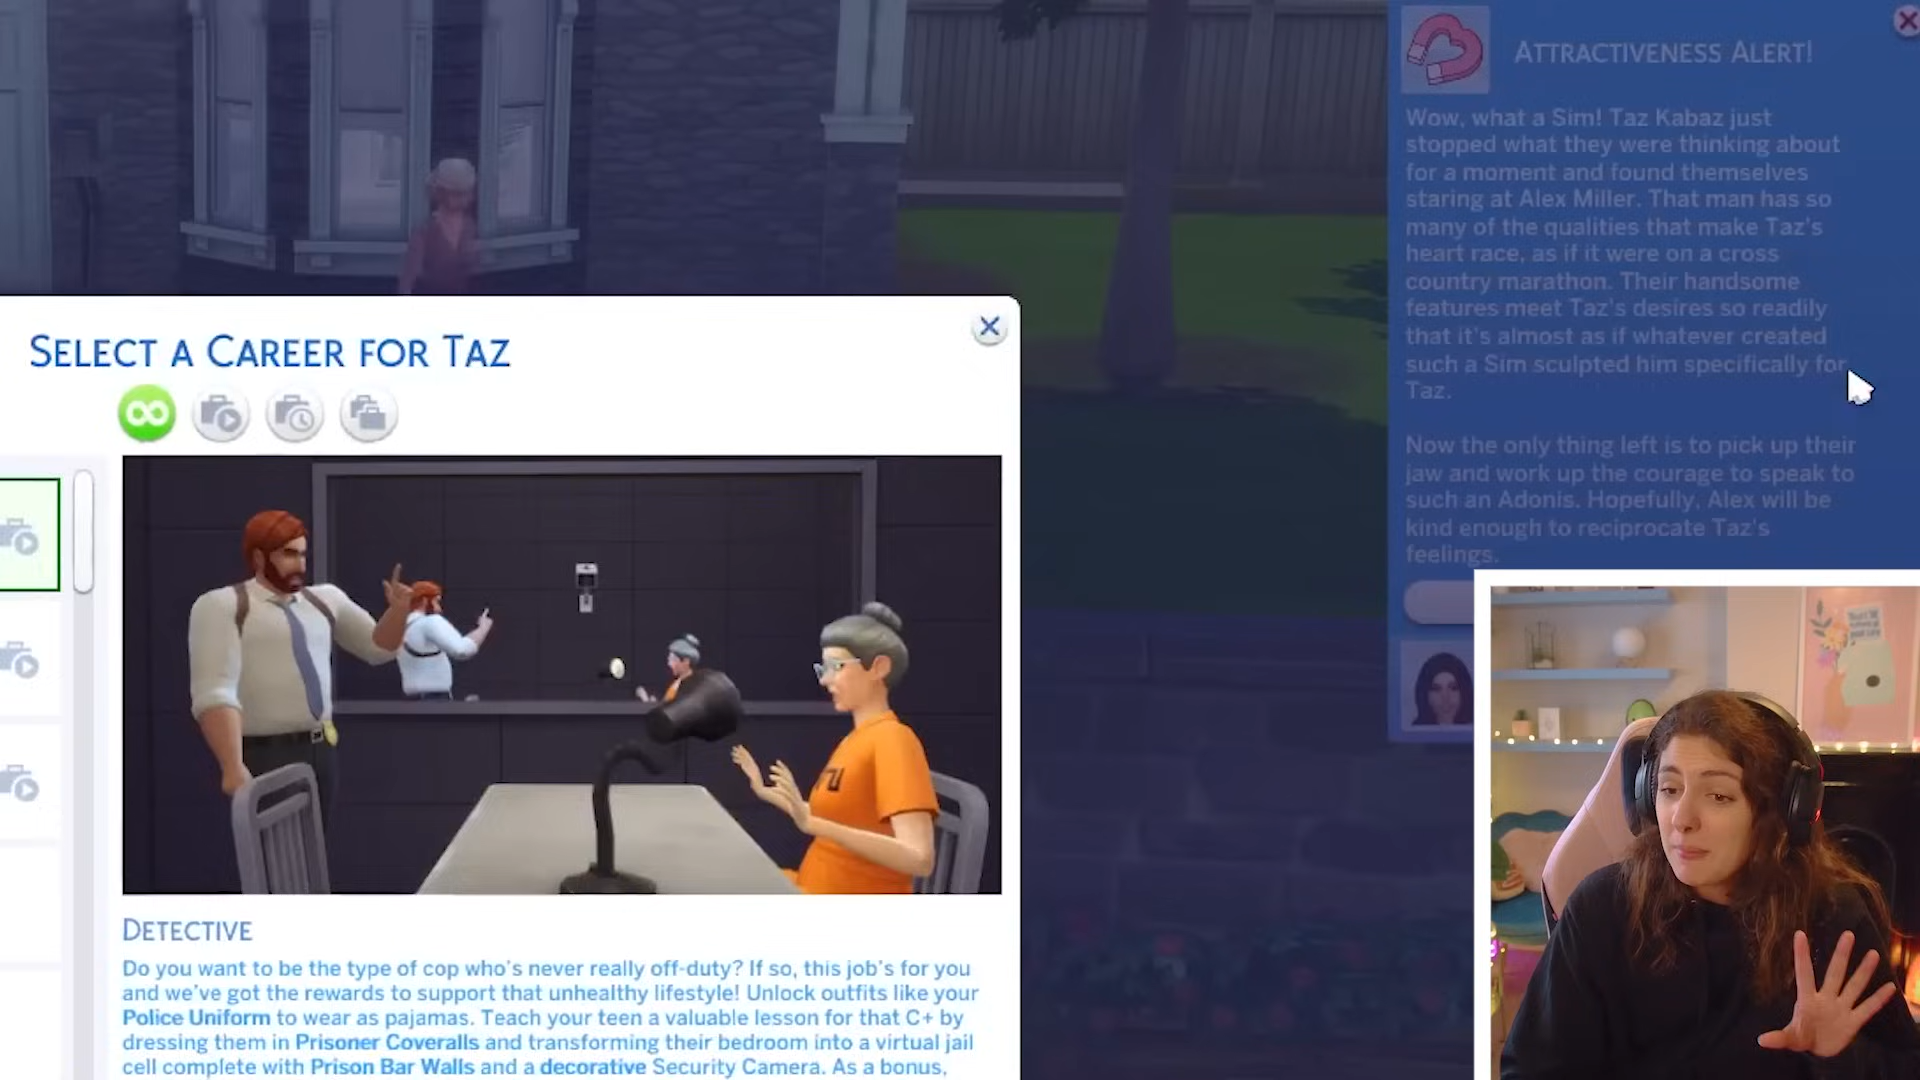 ATTRACTIVENESS ALERT!
Wow, what a Sim! Taz Kabaz just
stopped what they were thinking about
for a moment and found themselves
staring at Alex Miller. That man has so
many of the qualities that make Taz's
heart race, as if it were on a cross
country marathon. Their handsome
features meet Taz's desires so readily
that it's almost as if whatever created
such a Sim sculpted him specifically for
Taz.
Now the only thing left is to pick up their
jaw and work up the courage to speak to
such an Adonis. Hopefully, Alex will be
kind enough to reciprocate Taz's
feelings.
SELECT A CAREER FOR TAZ
DETECTIVE
Do you want to be the type of cop who's never really off-duty? If so, this job's for you
and we've got the rewards to support that unhealthy lifestyle! Unlock outfits like your
Police Uniform to wear as pajamas. Teach your teen a valuable lesson for that C+ by
dressing them in Prisoner Coveralls and transforming their bedroom into a virtual jail
cell complete with Prison Bar Walls and a decorative Security Camera. As a bonus,